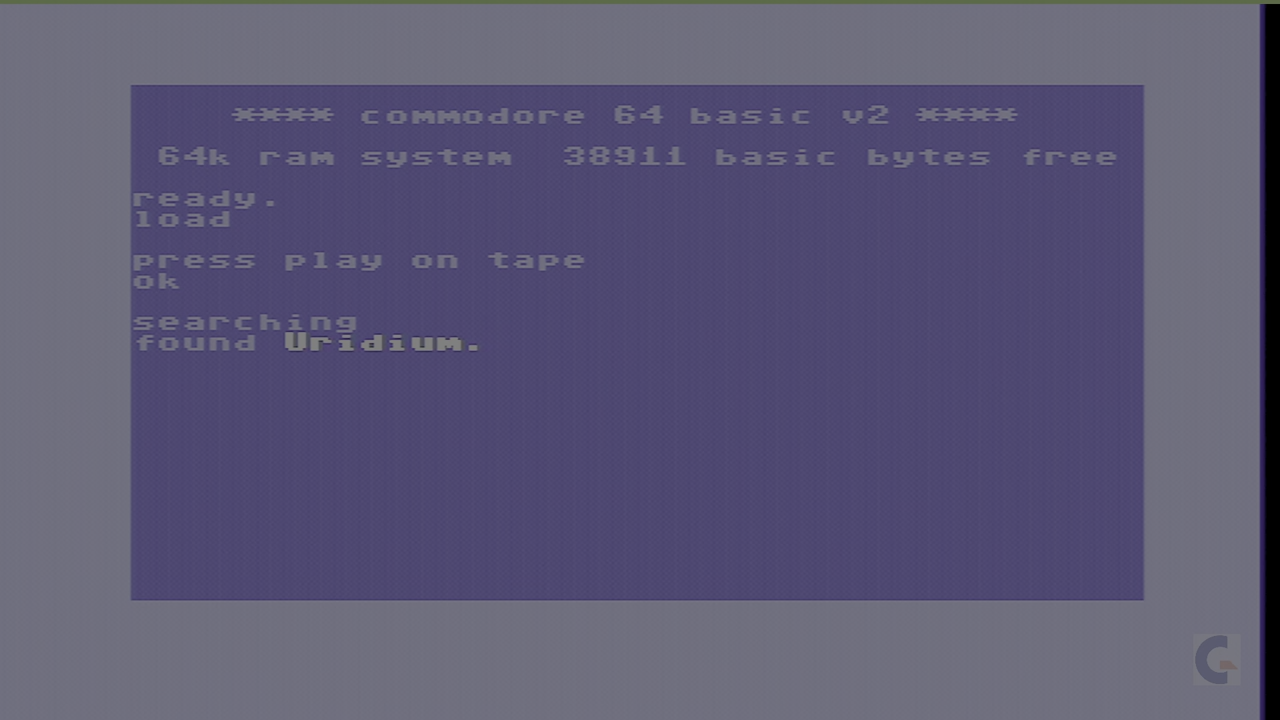 **** commodore 64 basic v2 ****
64k ram system  38911 basic bytes free
ready.
load
press play on tape
ok
searching
found Uridium.